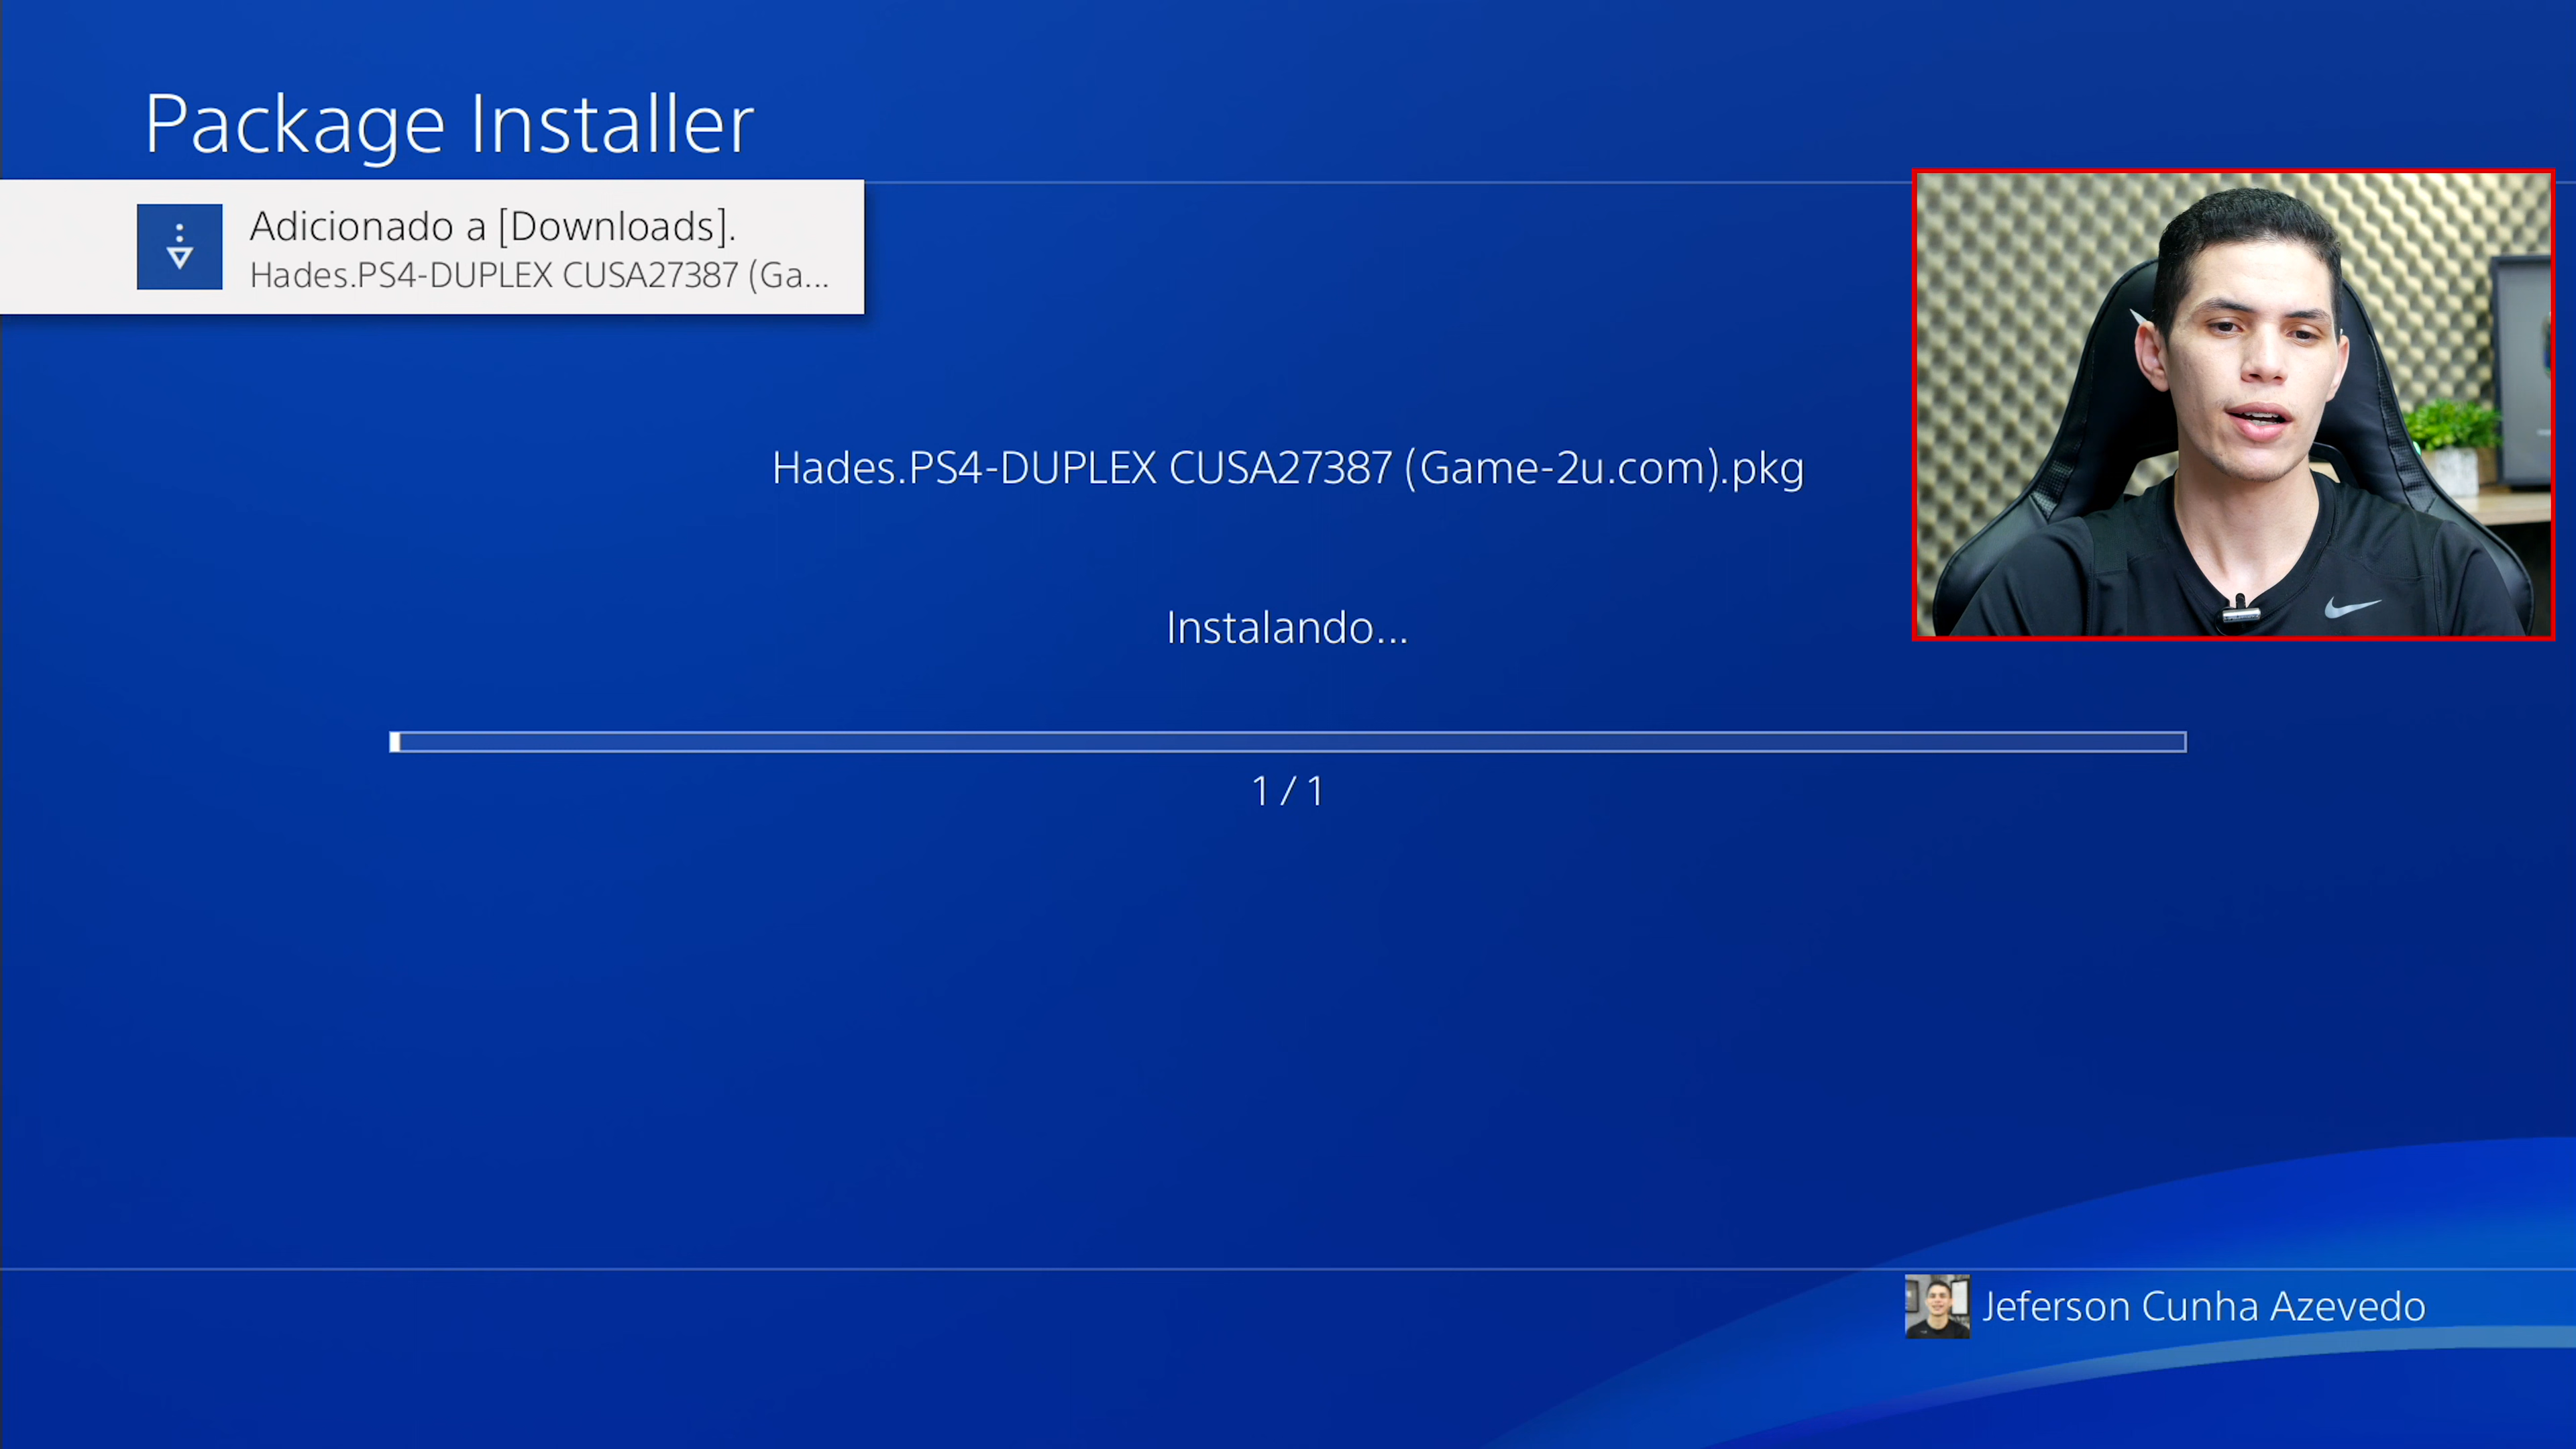 Package Installer
Adicionado a [Downloads].
Hades.PS4-DUPLEX CUSA27387 (Ga...
Hades.PS4-DUPLEX CUSA27387 (Game-2u.com).pkg
Instalando...
1 / 1
Jeferson Cunha Azevedo